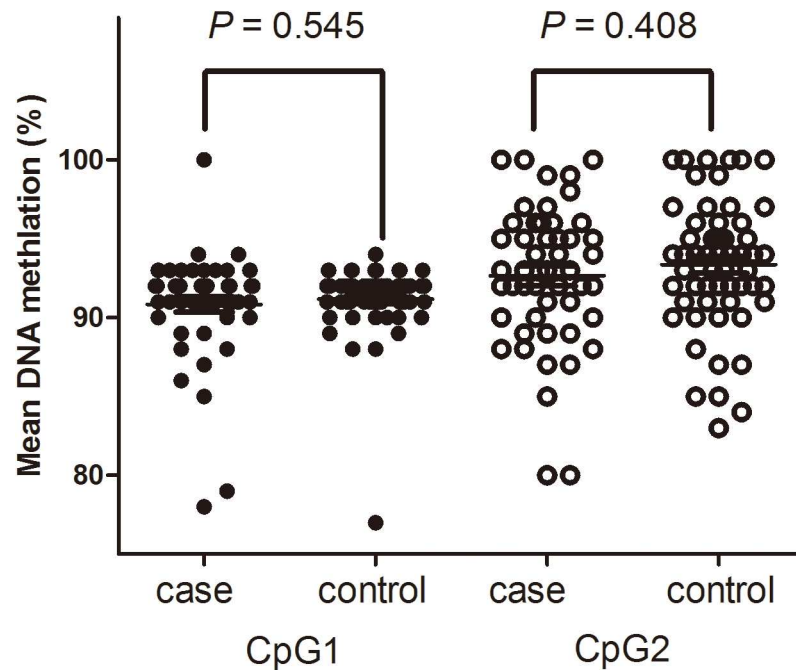 P = 0.545 P = 0.408
Mean DNA methlation (%)
100
90
80
case control case control
CpG1 CpG2